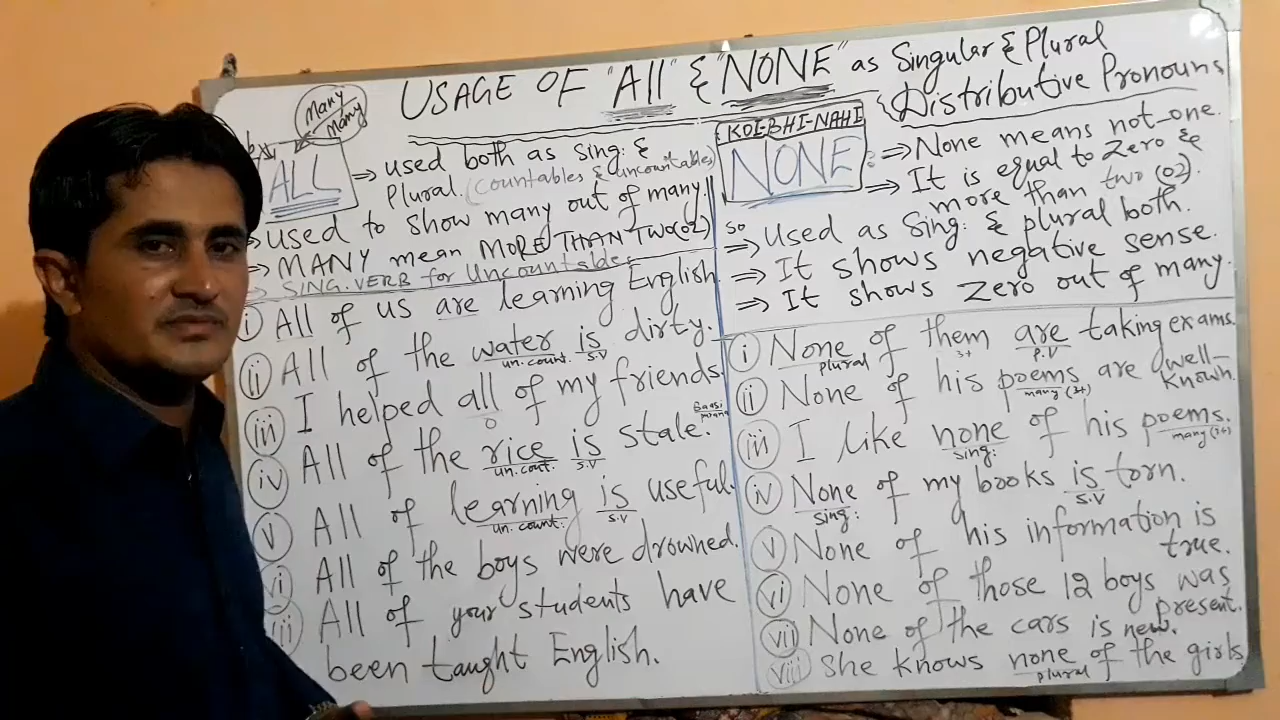 USAGE OF "All" & "NONE" as Singular & Plural
Distributive Pronouns
Many
Many
ALL
→ used both as Sing: &
Plural. (Countables & uncountables)
→ used to show many out of many.
→ MANY mean MORE THAN TWO(02)
→ SING. VERB for Uncountables
(i) All of us are learning English.
(ii) All of the water is dirty.
un.count. S.V
(iii) I helped all of my friends.
O
(iv) All of the rice is stale.
un.cout. S.V
(v) All of learning is useful.
un.count: S.V
(vi) All of the boys were drowned.
All of your students have
been taught English.
KOI-BHI-NAHI
NONE
⇒ None means not-one.
⇒ It is equal to Zero &
more than two (02).
so
⇒ Used as Sing: & plural both.
⇒ It shows negative sense.
⇒ It shows Zero out of many.
(i) None of them are taking exams.
plural 3+ P.V
(ii) None of his poems are well-
known.
many (3+)
(iii) I like none of his poems.
sing: many (3+)
(iv) None of my books is torn.
sing: S.V
(v) None of his information is
true.
(vi) None of those 12 boys was
present.
(vii) None of the cars is new.
(viii) She knows none of the girls
plural